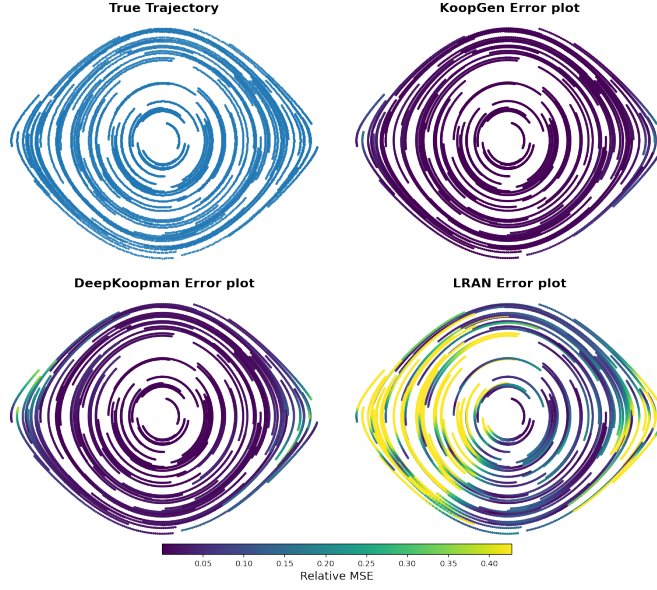 True Trajectory
KoopGen Error plot
DeepKoopman Error plot
LRAN Error plot
0.05 0.10 0.15 0.20 0.25 0.30 0.35 0.40
Relative MSE